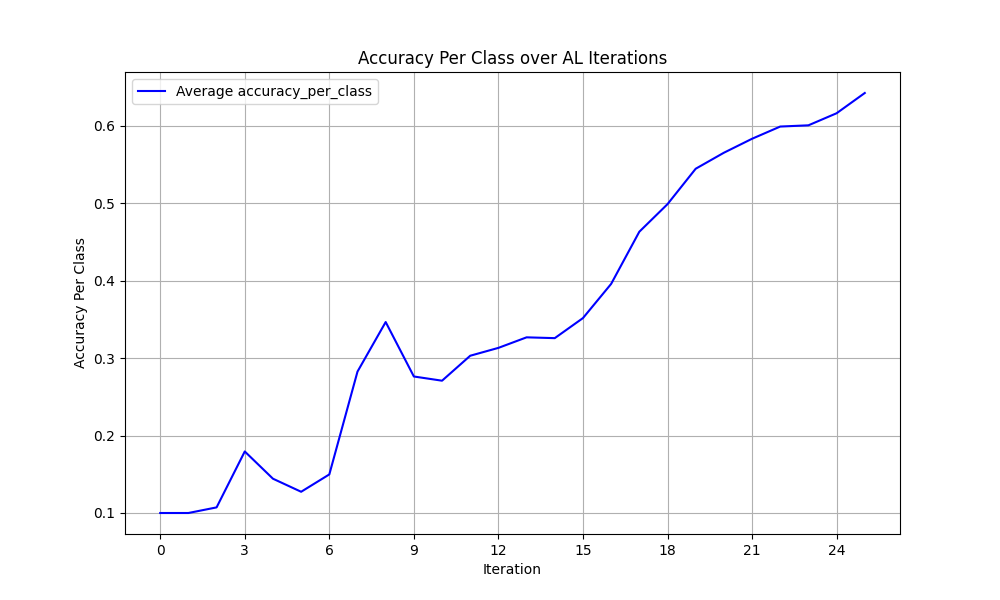 Accuracy Per Class over AL Iterations
Average accuracy_per_class
Accuracy Per Class
0.6
0.5
0.4
0.3
0.2
0.1
0 3 6 9 12 15 18 21 24
Iteration